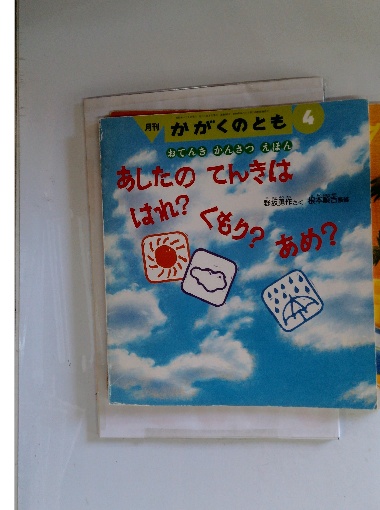 月刊 かがくのとも 4
おてんき かんさつ えほん
あしたの てんきは
はれ? くもり? あめ?